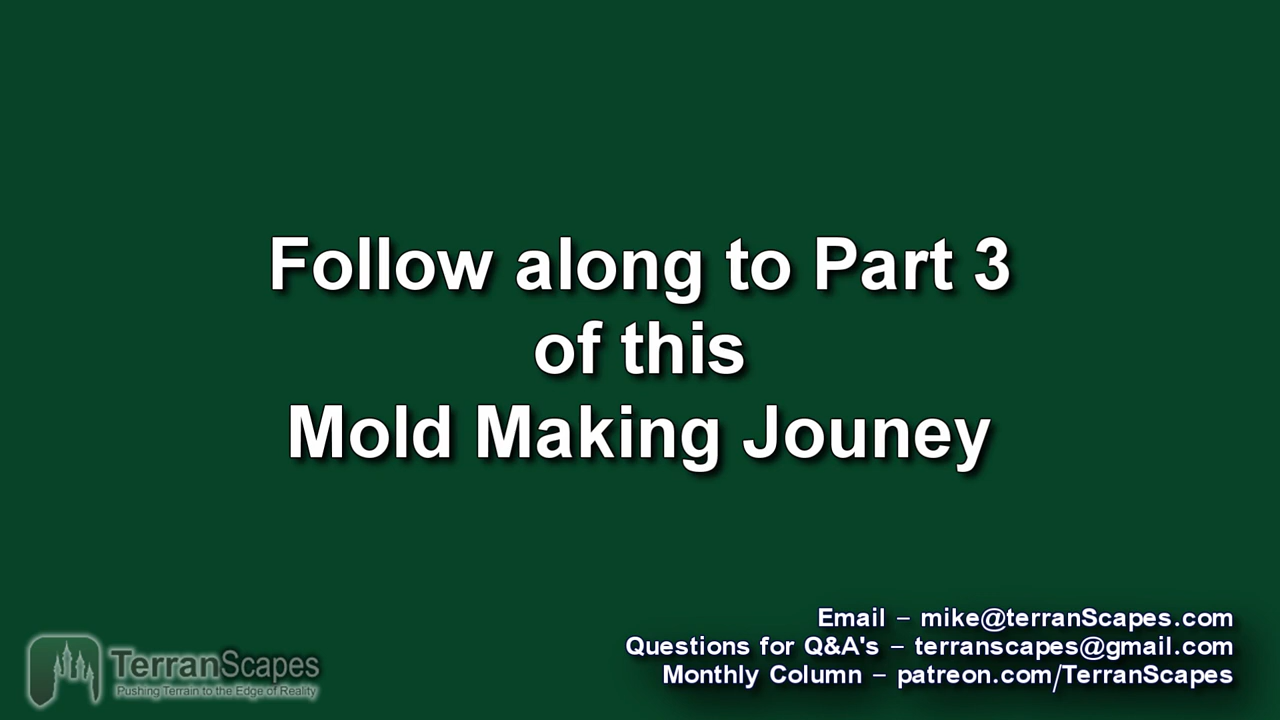 Follow along to Part 3
of this
Mold Making Jouney
Email – mike@terranScapes.com
Questions for Q&A's – terranscapes@gmail.com
Monthly Column – patreon.com/TerranScapes
TerranScapes
Pushing Terrain to the Edge of Reality